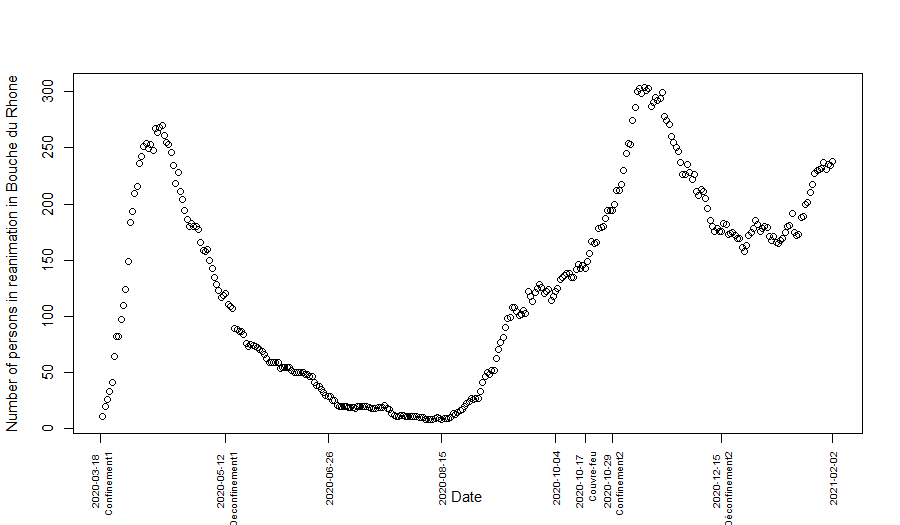 Number of persons in reanimation in Bouche du Rhone
300
250
200
150
100
50
0
2020-03-18
Confinement1
2020-05-12
Deconfinement1
2020-06-26
2020-08-15
2020-10-04
2020-10-17
Couvre-feu
2020-10-29
Confinement2
2020-12-15
Déconfinement2
2021-02-02
Date